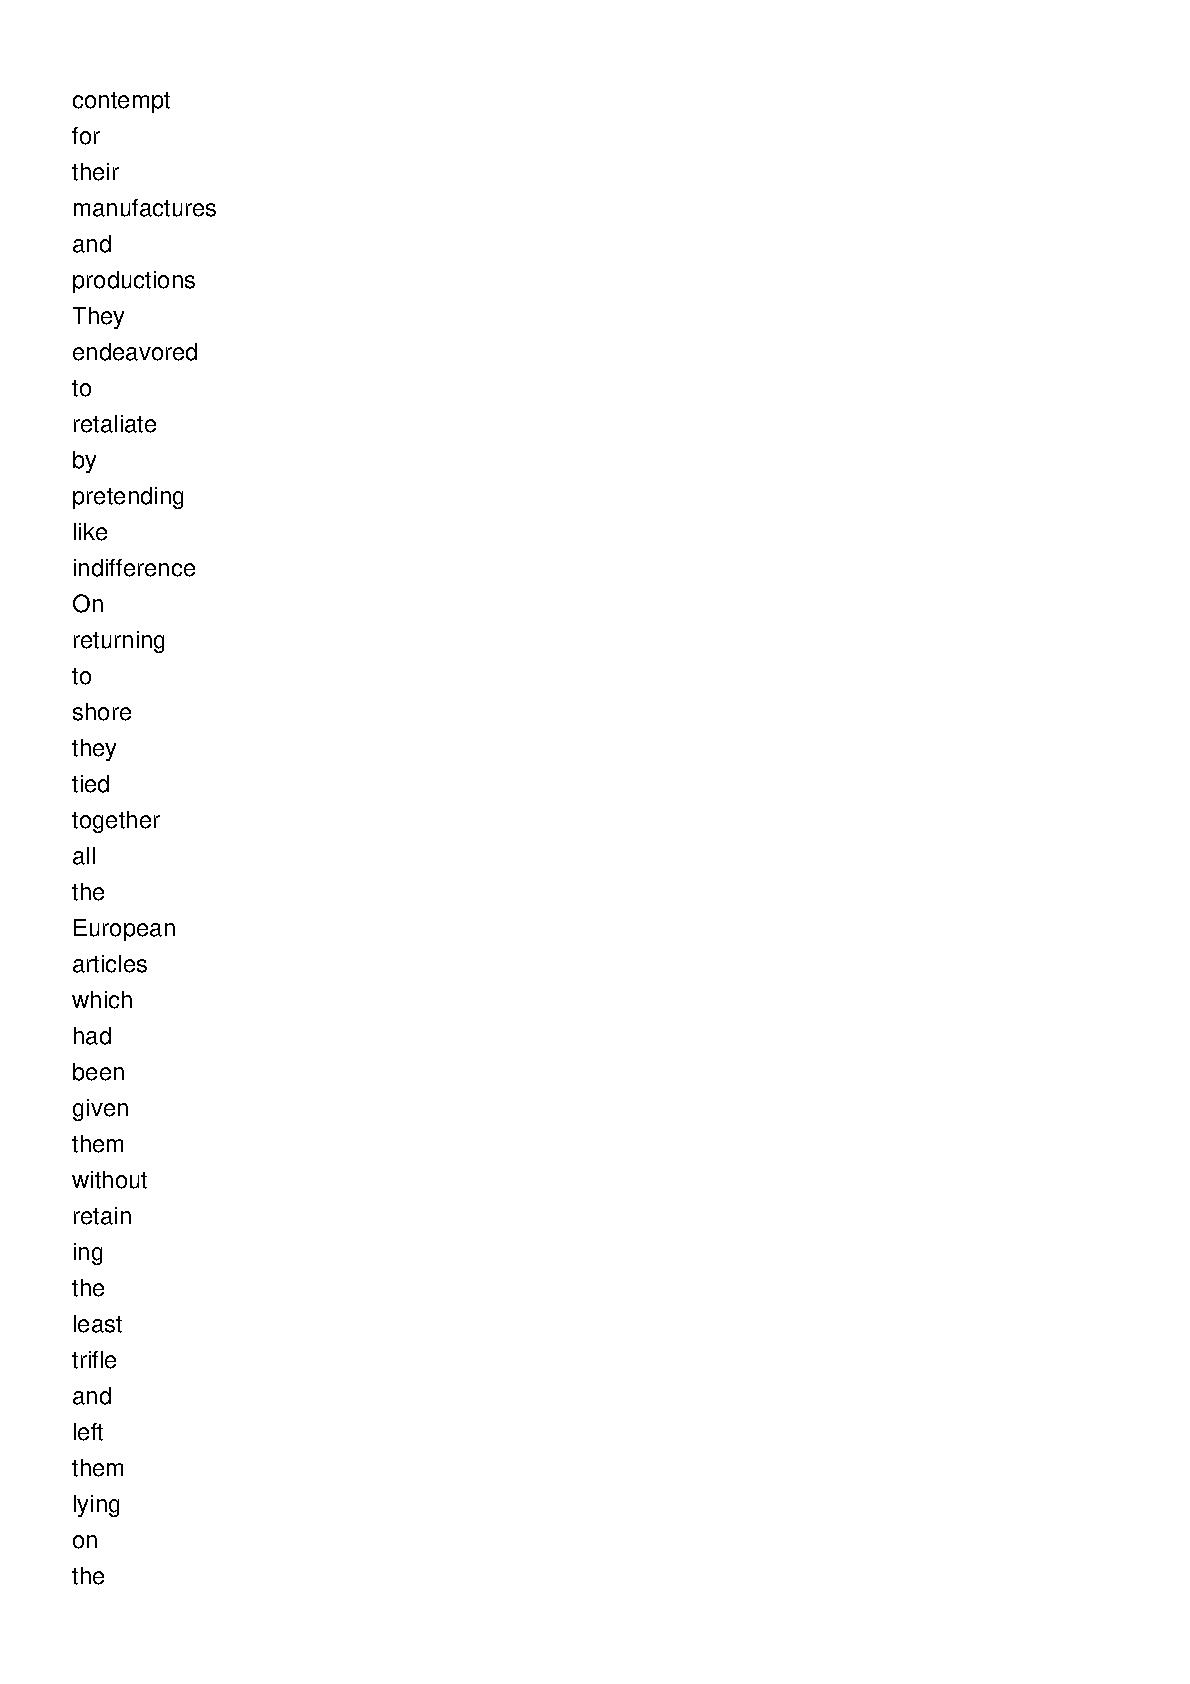 contempt
for
their
manufactures
and
productions
They
endeavored
to
retaliate
by
pretending
like
indifference
On
returning
to
shore
they
tied
together
all
the
European
articles
which
had
been
given
them
without
retain
ing
the
least
trifle
and
left
them
lying
on
the